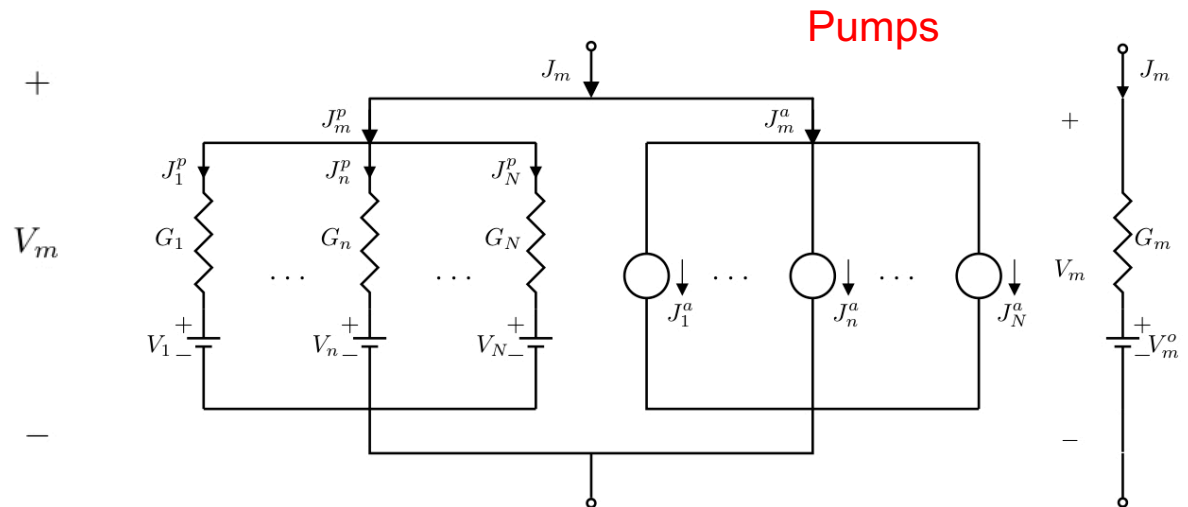 Pumps
+
J_m
J_m
J_m^p
J_m^a
+
J_1^p
J_n^p
J_N^p
V_m
G_1
G_n
G_N
G_m
. . .
. . .
. . .
. . .
V_m
J_1^a
J_n^a
J_N^a
+
+
+
+
V_1
V_n
V_N
V_m^o
−
−
−
−
−
−